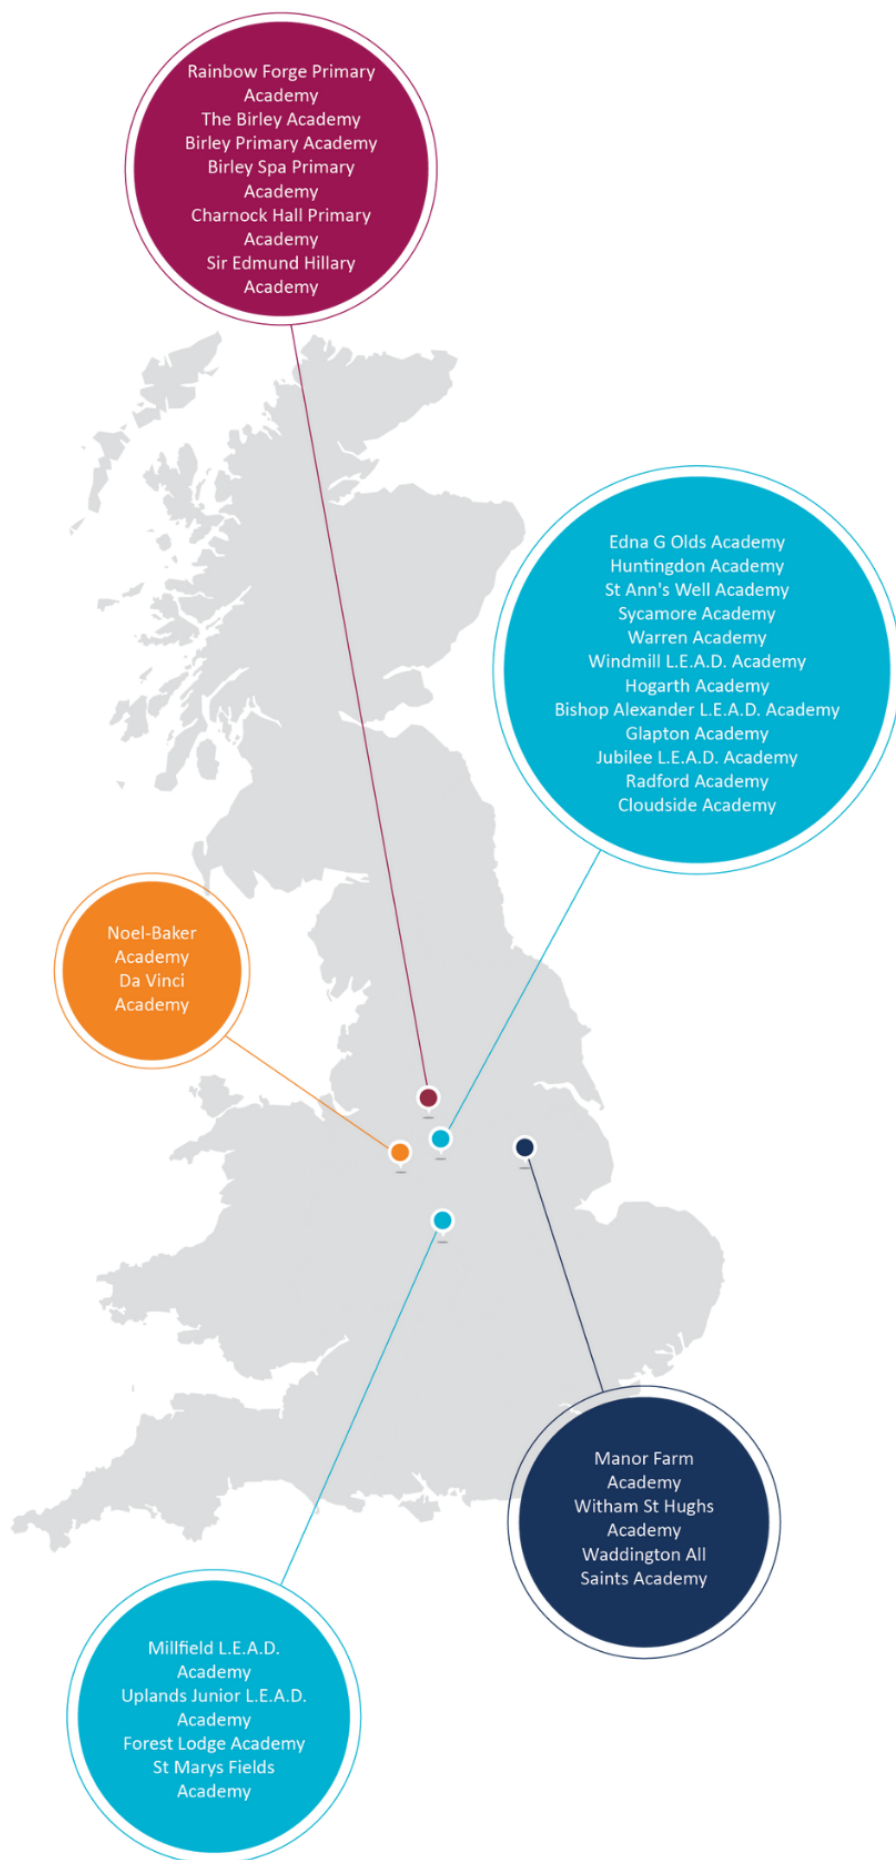 Rainbow Forge Primary
Academy
The Birley Academy
Birley Primary Academy
Birley Spa Primary
Academy
Charnock Hall Primary
Academy
Sir Edmund Hillary
Academy
Edna G Olds Academy
Huntingdon Academy
St Ann's Well Academy
Sycamore Academy
Warren Academy
Windmill L.E.A.D. Academy
Hogarth Academy
Bishop Alexander L.E.A.D. Academy
Glapton Academy
Jubilee L.E.A.D. Academy
Radford Academy
Cloudside Academy
Noel-Baker
Academy
Da Vinci
Academy
Manor Farm
Academy
Witham St Hughs
Academy
Waddington All
Saints Academy
Millfield L.E.A.D.
Academy
Uplands Junior L.E.A.D.
Academy
Forest Lodge Academy
St Marys Fields
Academy